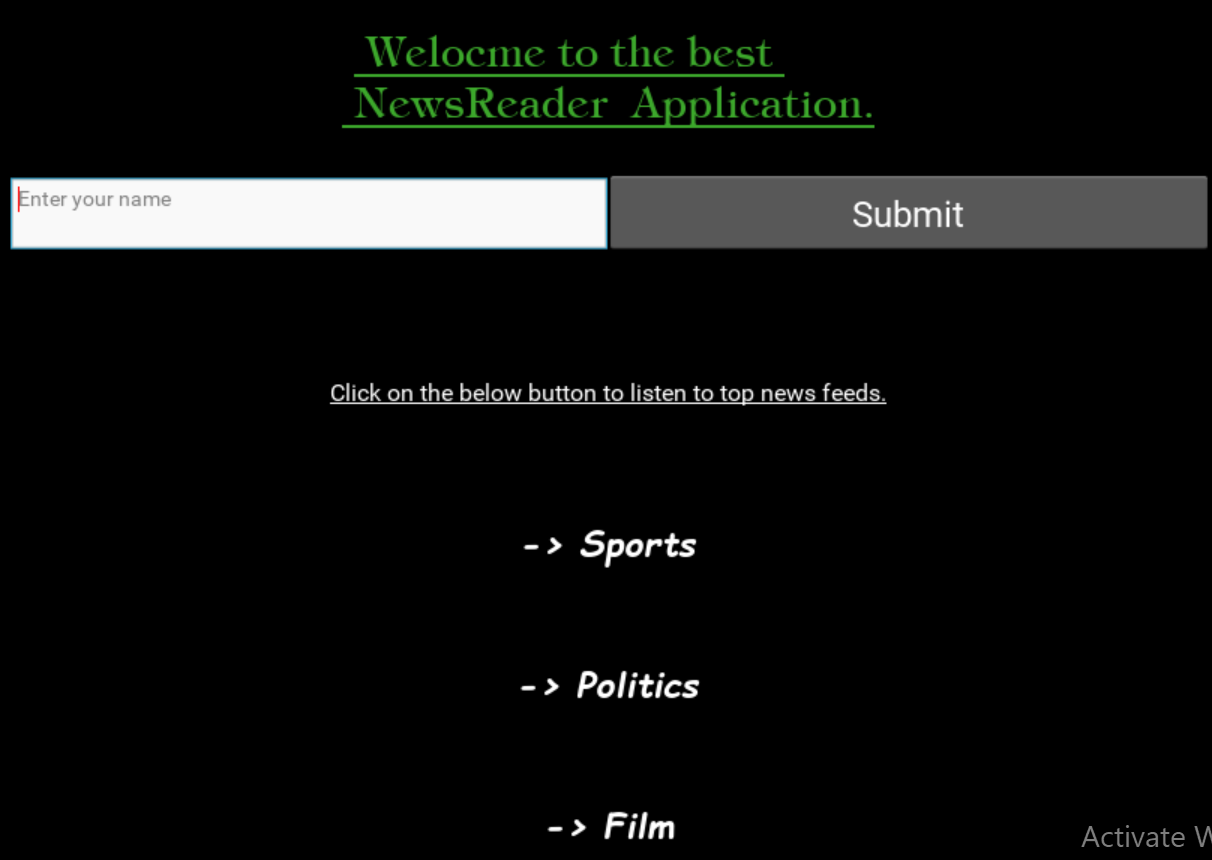 Welocme to the best
NewsReader Application.
Enter your name
Submit
Click on the below button to listen to top news feeds.
-> Sports
-> Politics
-> Film
Activate W